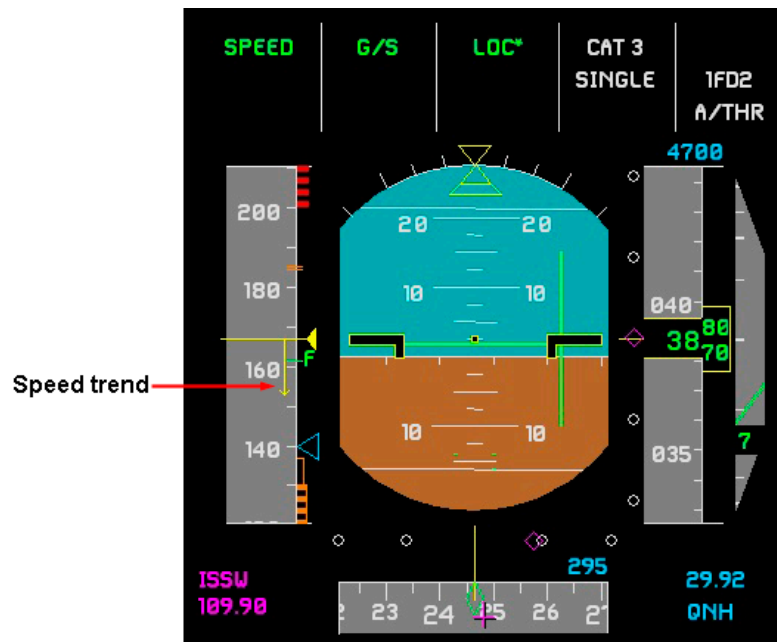 SPEED G/S LOC* CAT 3
SINGLE 1FD2
A/THR
4700
200
20 20
180
10 10
040
80
38
70
F
160
Speed trend
10 10
140
7
035
295
ISSW
109.90
29.92
QNH
23 24 25 26